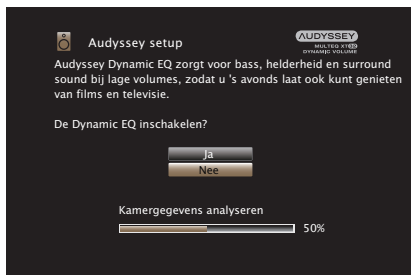 Audyssey setup
AUDYSSEY
MULTEQ XT32
DYNAMIC VOLUME
Audyssey Dynamic EQ zorgt voor bass, helderheid en surround
sound bij lage volumes, zodat u 's avonds laat ook kunt genieten
van films en televisie.
De Dynamic EQ inschakelen?
Ja
Nee
Kamergegevens analyseren
50%